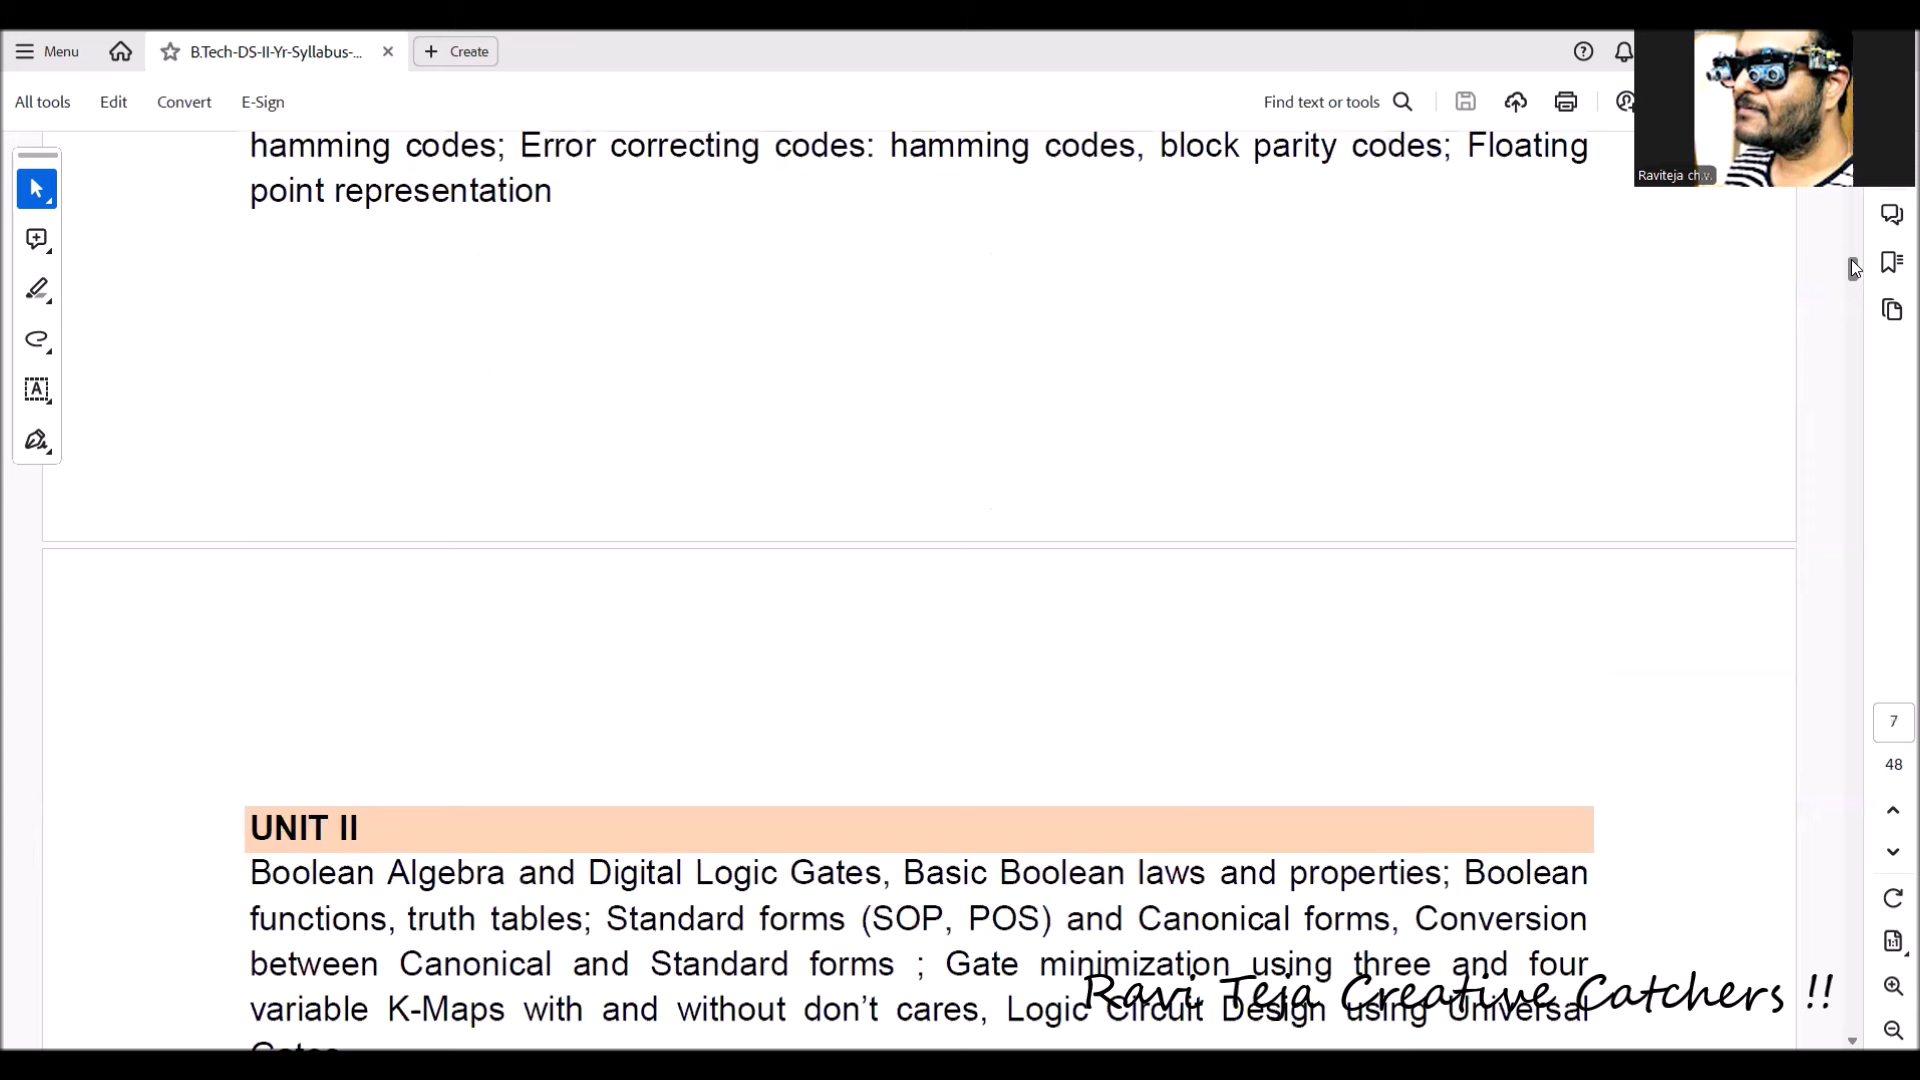 Menu
B.Tech-DS-II-Yr-Syllabus-...
Create
All tools
Edit
Convert
E-Sign
Find text or tools
Raviteja ch.v.
hamming codes; Error correcting codes: hamming codes, block parity codes; Floating
point representation
7
48
UNIT II
Boolean Algebra and Digital Logic Gates, Basic Boolean laws and properties; Boolean
functions, truth tables; Standard forms (SOP, POS) and Canonical forms, Conversion
between Canonical and Standard forms ; Gate minimization using three and four
variable K-Maps with and without don't cares, Logic Circuit Design using Universal
Ravi Teja Creative Catchers !!